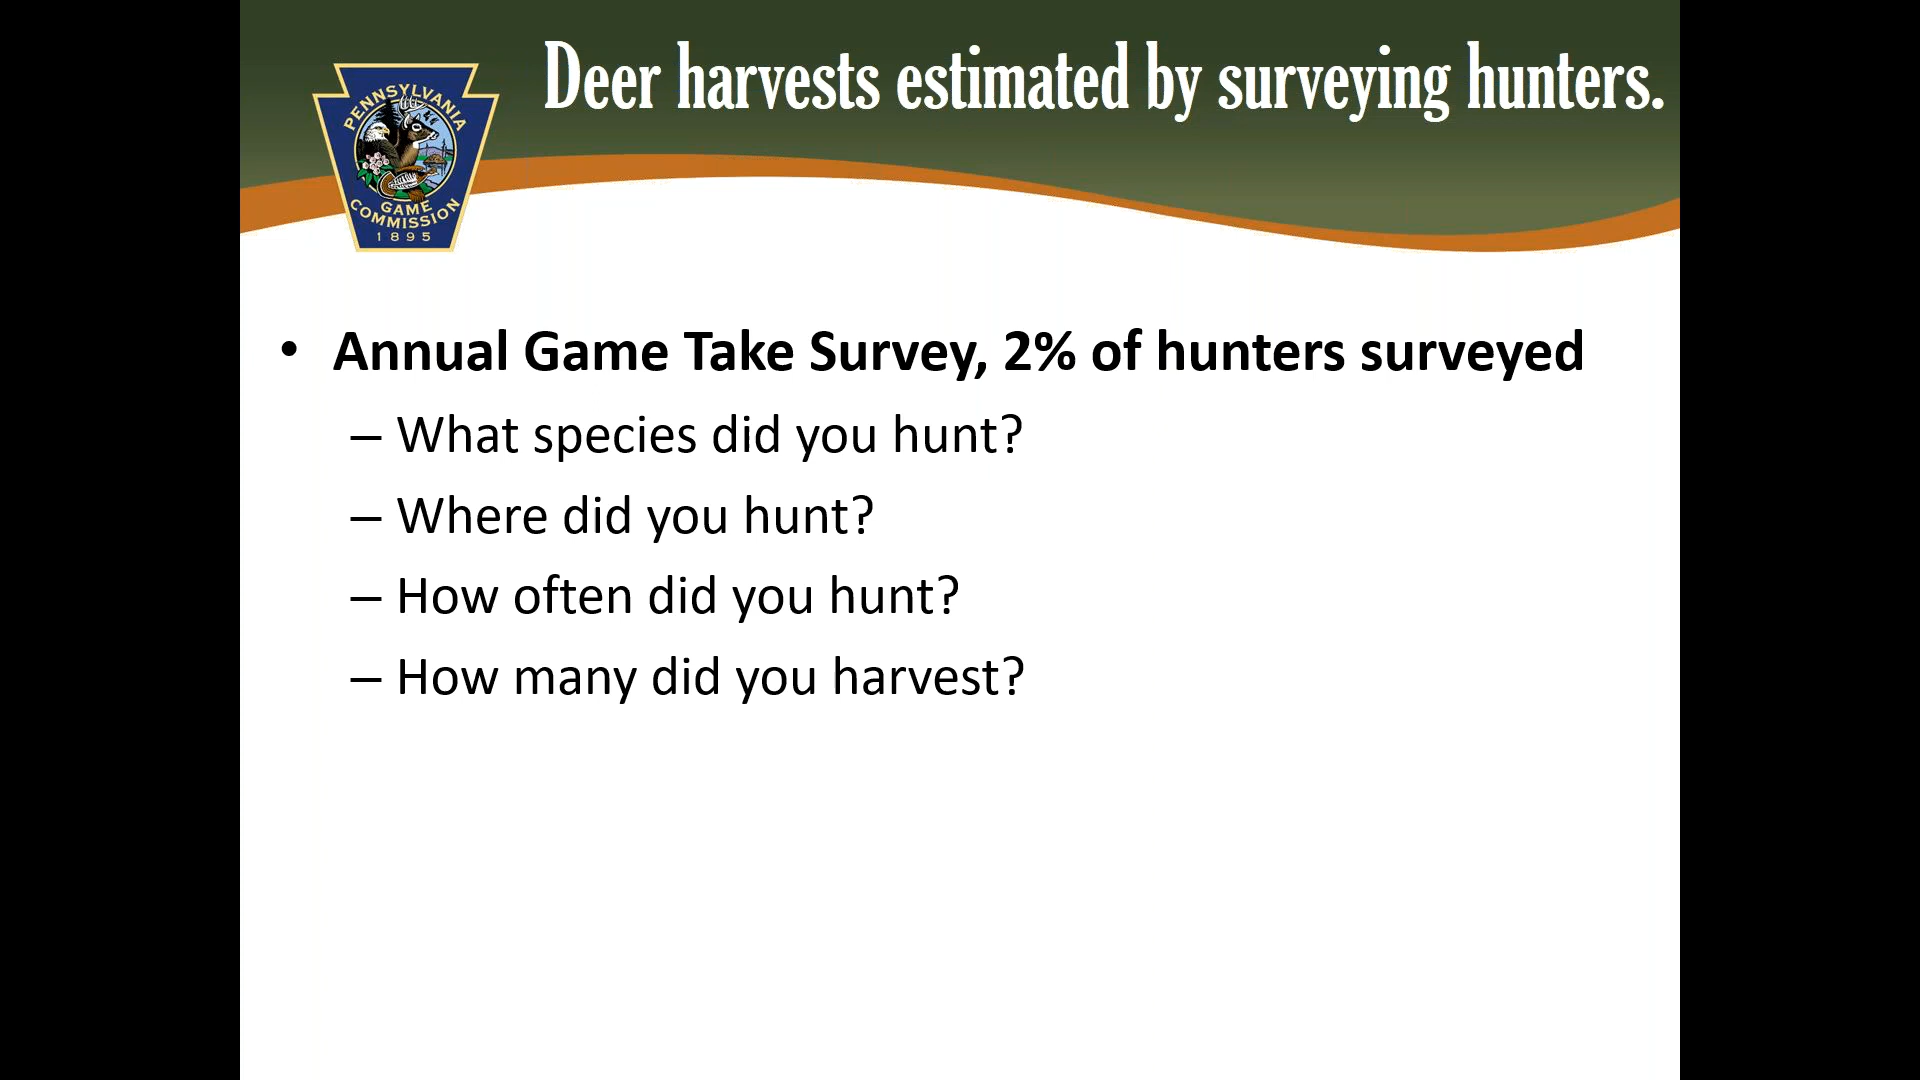 Deer harvests estimated by surveying hunters.
PENNSYLVANIA
GAME
COMMISSION
1895
• Annual Game Take Survey, 2% of hunters surveyed
– What species did you hunt?
– Where did you hunt?
– How often did you hunt?
– How many did you harvest?